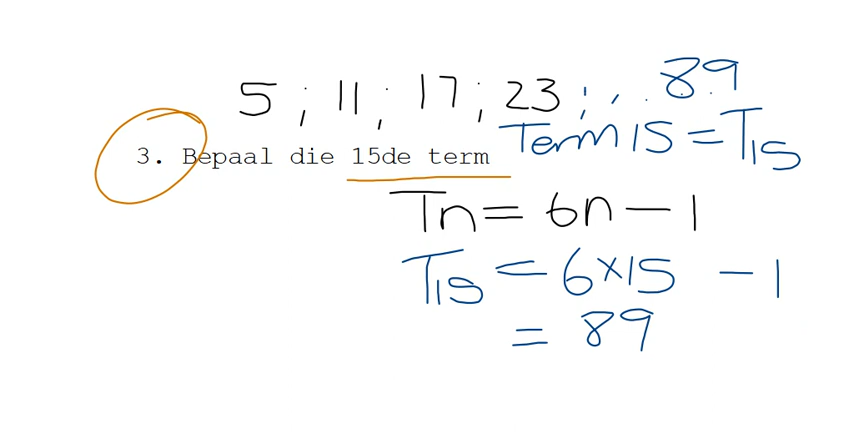 5 ; 11 ; 17 ; 23 ; . . . 89
3. Bepaal die 15de term Term 15 = T15
Tn = 6n - 1
T15 = 6 × 15 - 1
= 89